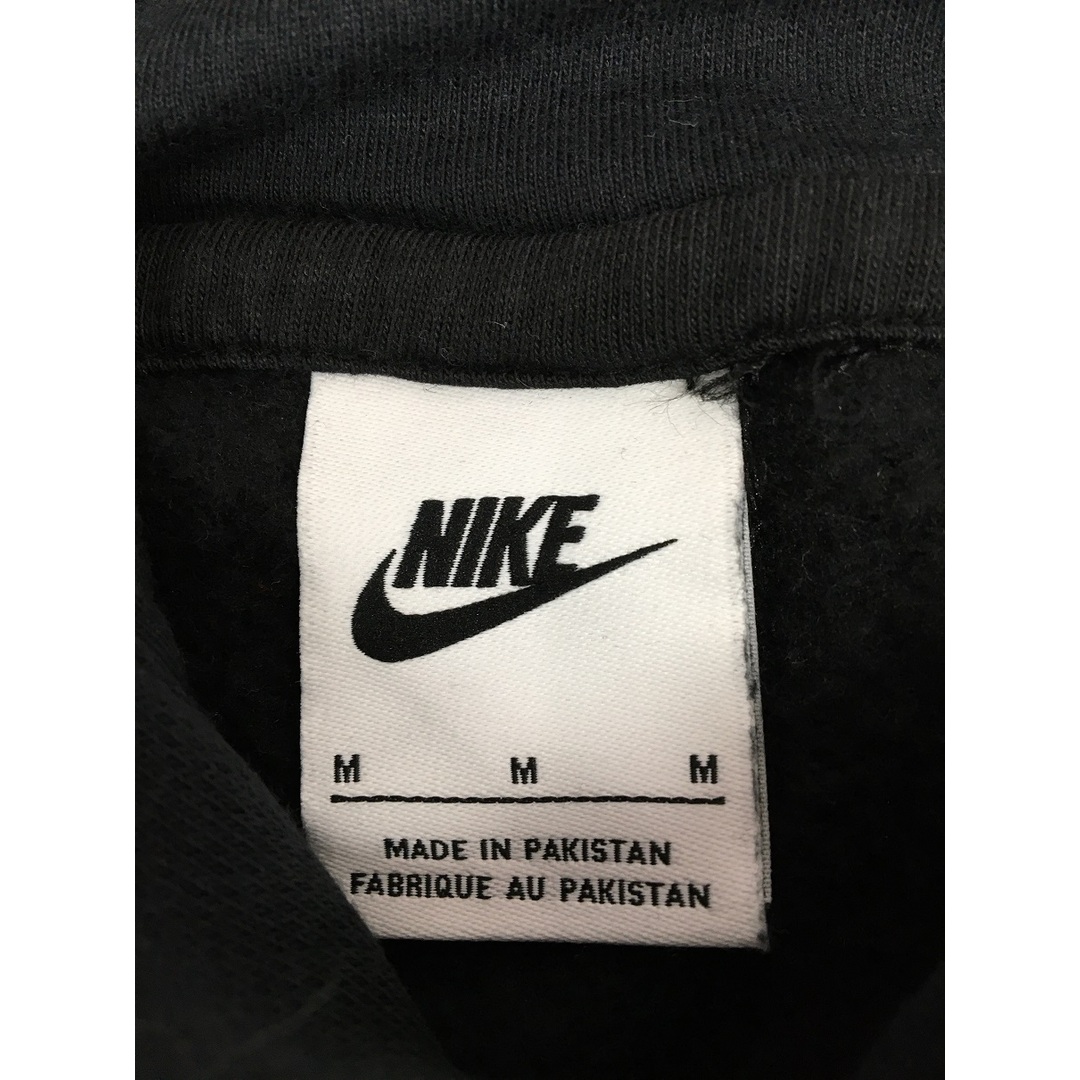 NIKE
M M M
MADE IN PAKISTAN
FABRIQUE AU PAKISTAN